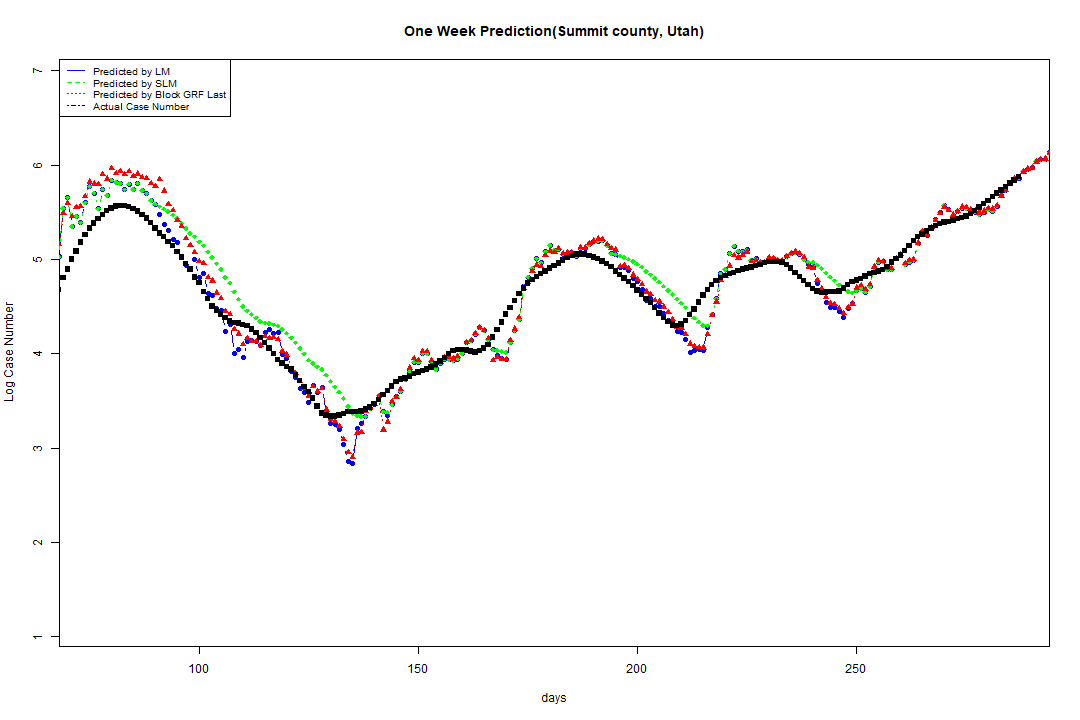 One Week Prediction(Summit county, Utah)
Predicted by LM
Predicted by SLM
Predicted by Block GRF Last
Actual Case Number
7
6
5
4
3
2
1
Log Case Number
100 150 200 250
days